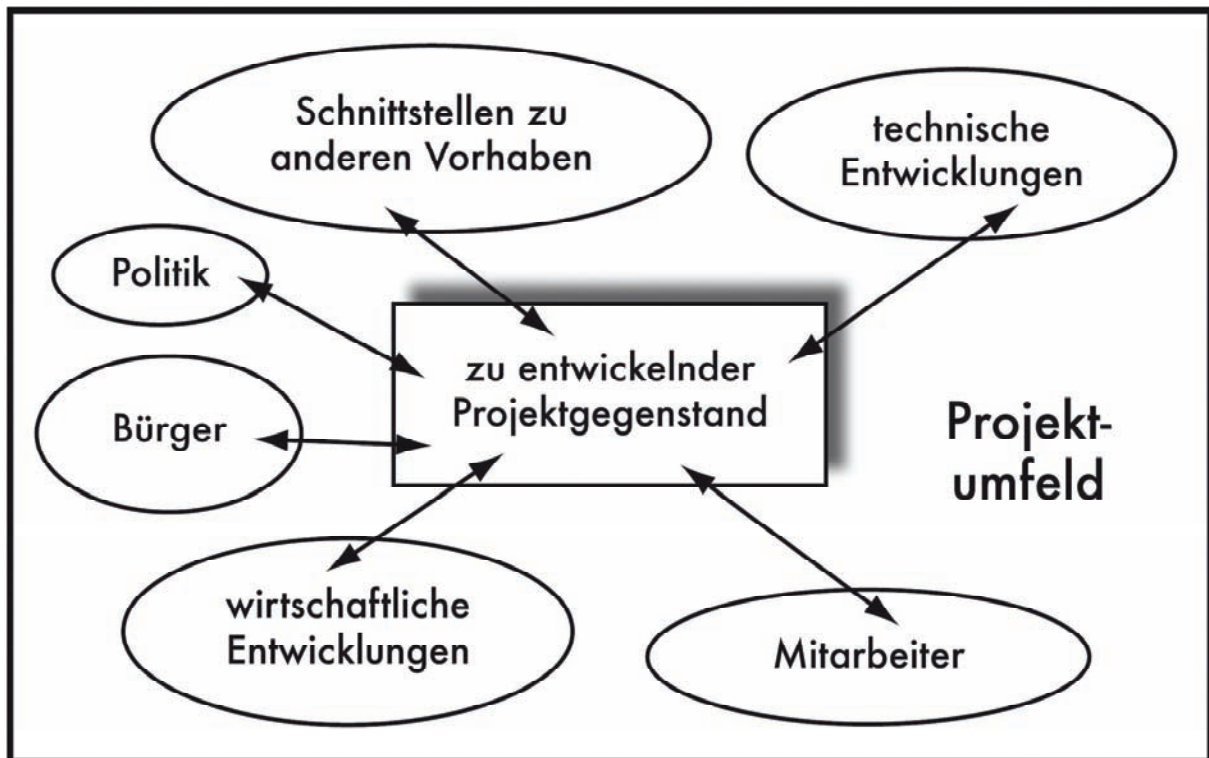 Schnittstellen zu
anderen Vorhaben
technische
Entwicklungen
Politik
zu entwickelnder
Projektgegenstand
Bürger
Projekt-
umfeld
wirtschaftliche
Entwicklungen
Mitarbeiter